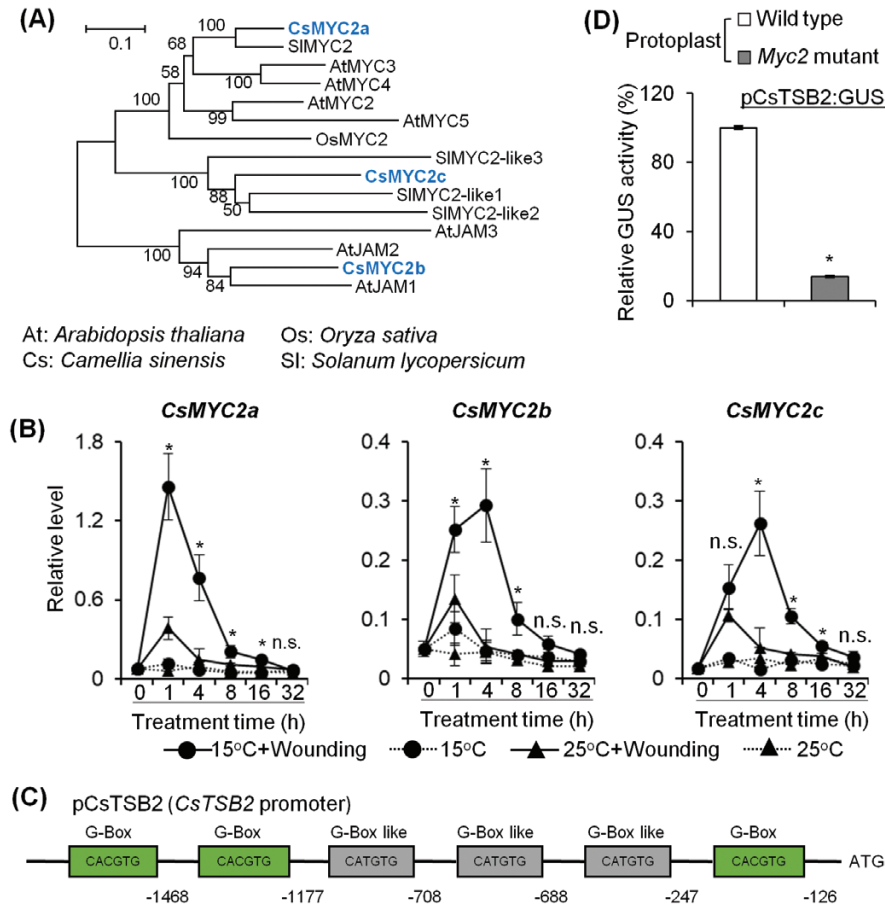 (A)
0.1
100
CsMYC2a
SlMYC2
68
AtMYC3
58
100
AtMYC4
AtMYC2
100
99
AtMYC5
OsMYC2
SlMYC2-like3
100
CsMYC2c
88
SlMYC2-like1
50
SlMYC2-like2
AtJAM3
100
AtJAM2
94
CsMYC2b
84
AtJAM1
At: Arabidopsis thaliana Os: Oryza sativa
Cs: Camellia sinensis Sl: Solanum lycopersicum
(D)
Wild type
Protoplast
Myc2 mutant
pCsTSB2:GUS
Relative GUS activity (%)
120
80
40
0
*
(B)
CsMYC2a
Relative level
1.8
1.2
0.6
0
* * * * n.s.
0 1 4 8 16 32
Treatment time (h)
CsMYC2b
0.4
0.3
0.2
0.1
0
* * * n.s. n.s.
0 1 4 8 16 32
Treatment time (h)
CsMYC2c
0.4
0.3
0.2
0.1
0
n.s. * * * n.s.
0 1 4 8 16 32
Treatment time (h)
15°C+Wounding 15°C 25°C+Wounding 25°C
(C)
pCsTSB2 (CsTSB2 promoter)
G-Box G-Box G-Box like G-Box like G-Box like G-Box
CACGTG CACGTG CATGTG CATGTG CATGTG CACGTG ATG
-1468 -1177 -708 -688 -247 -126